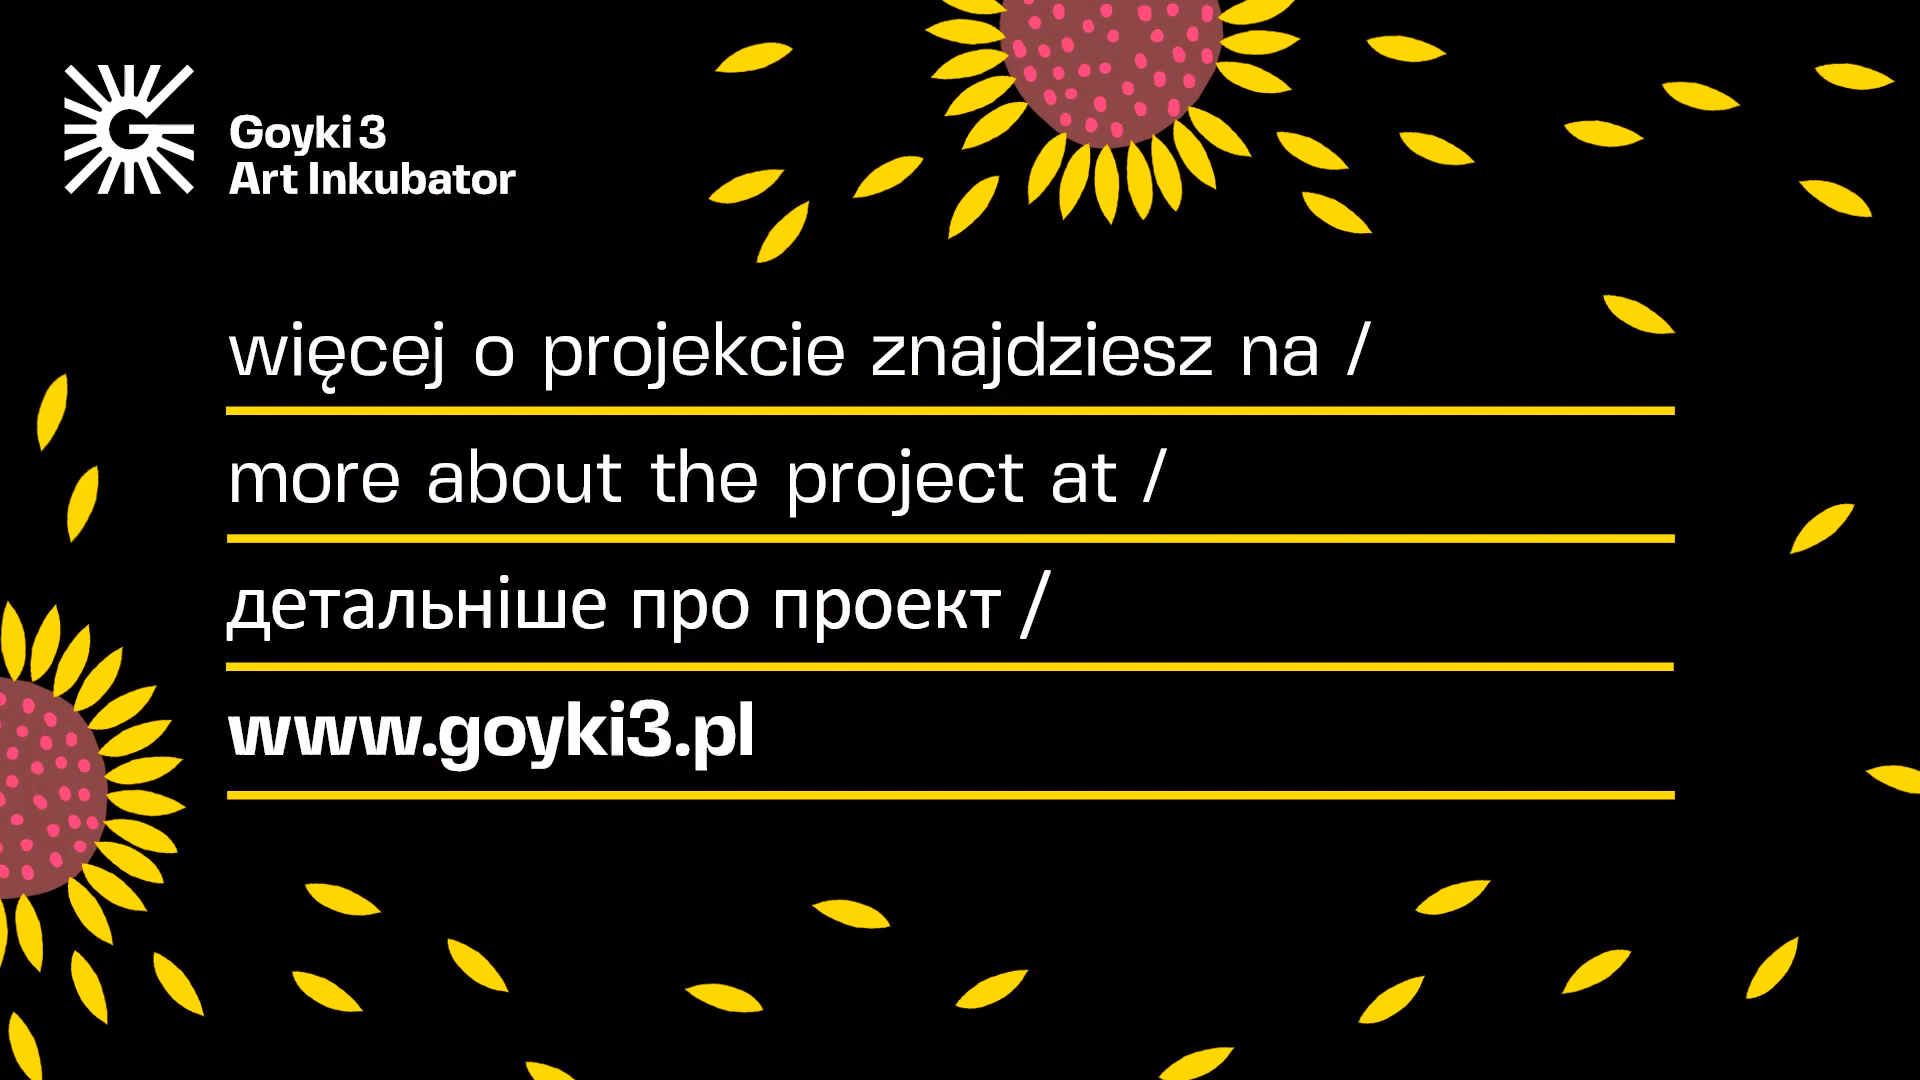 Goyki 3
Art Inkubator
więcej o projekcie znajdziesz na /
more about the project at /
детальніше про проект /
www.goyki3.pl